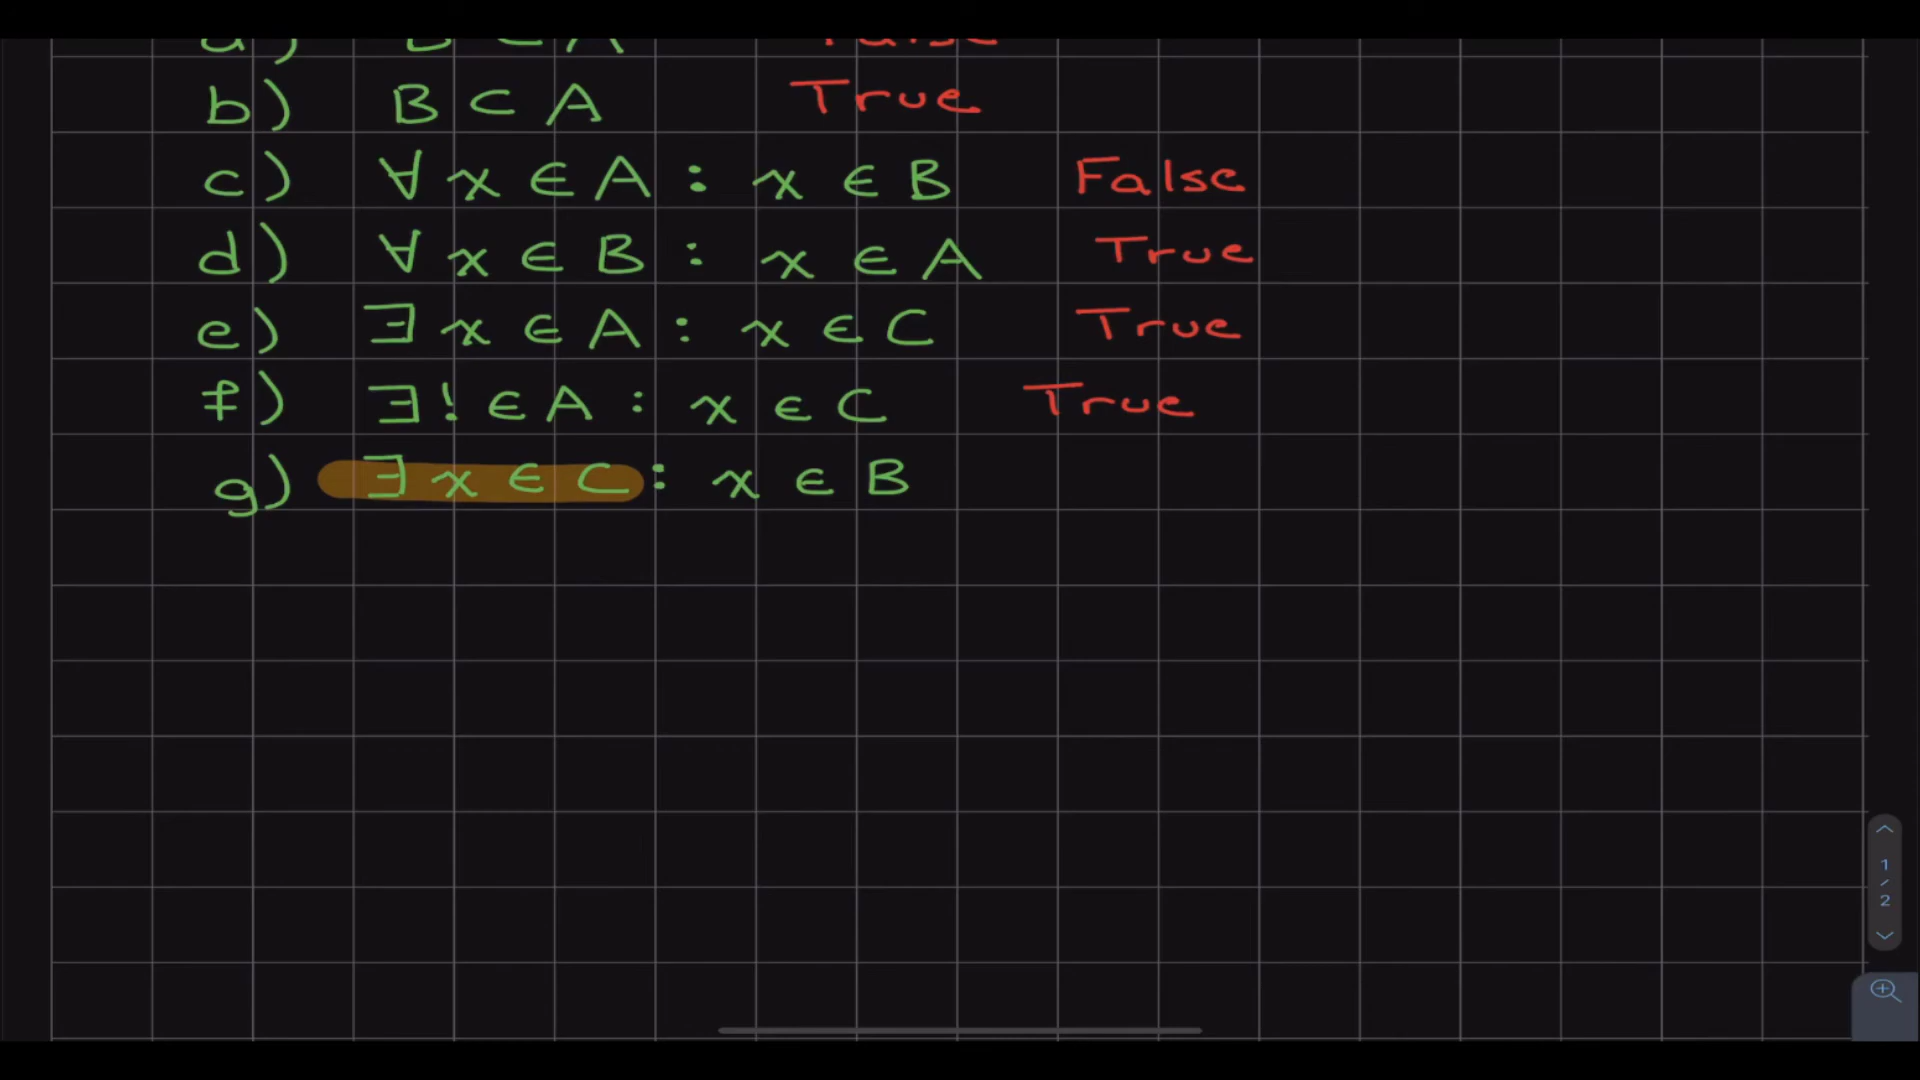 b) B ⊂ A True
c) ∀ x ∈ A : x ∈ B False
d) ∀ x ∈ B : x ∈ A True
e) ∃ x ∈ A : x ∈ C True
f) ∃! ∈ A : x ∈ C True
g) ∃ x ∈ C : x ∈ B
1
/
2